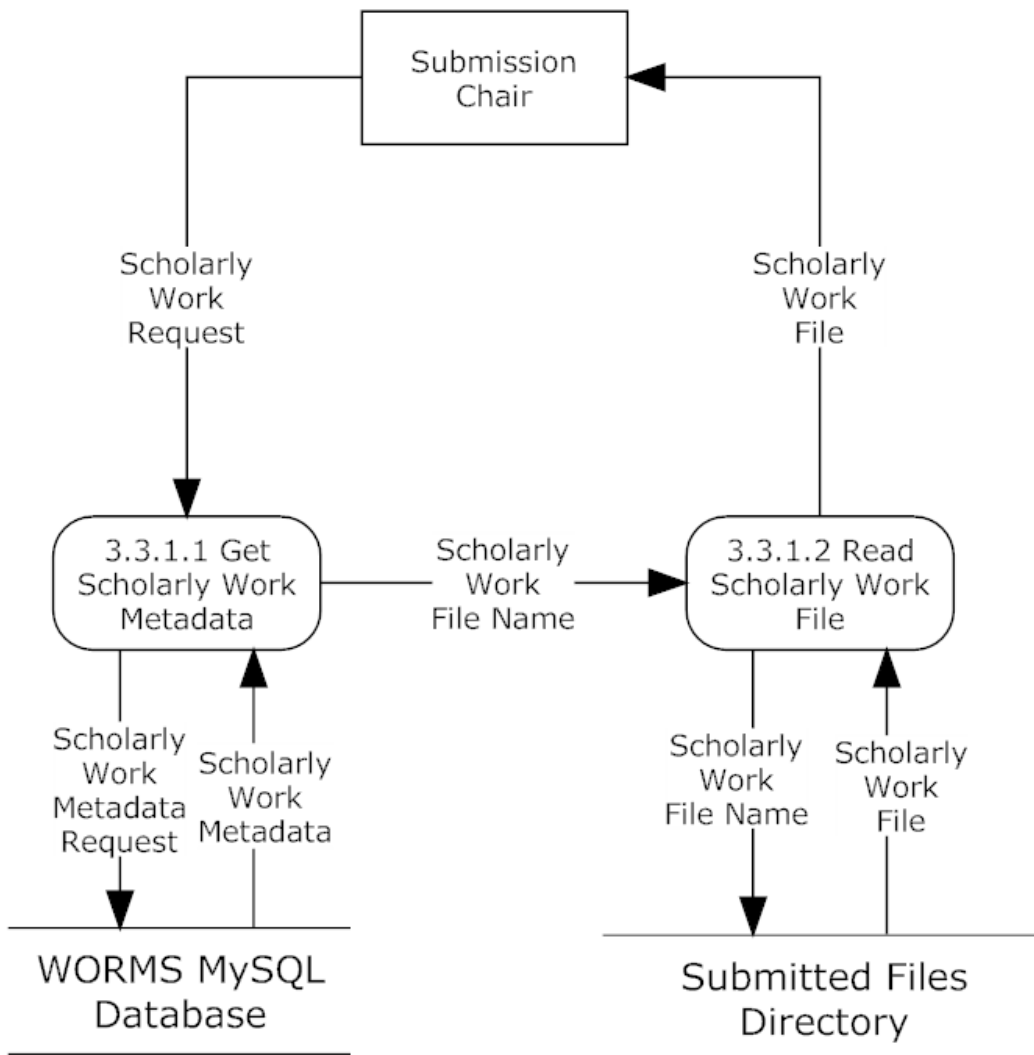 Submission
Chair
Scholarly
Work
Request
Scholarly
Work
File
3.3.1.1 Get
Scholarly Work
Metadata
Scholarly
Work
File Name
3.3.1.2 Read
Scholarly Work
File
Scholarly
Work
Metadata
Request
Scholarly
Work
Metadata
Scholarly
Work
File Name
Scholarly
Work
File
WORMS MySQL
Database
Submitted Files
Directory